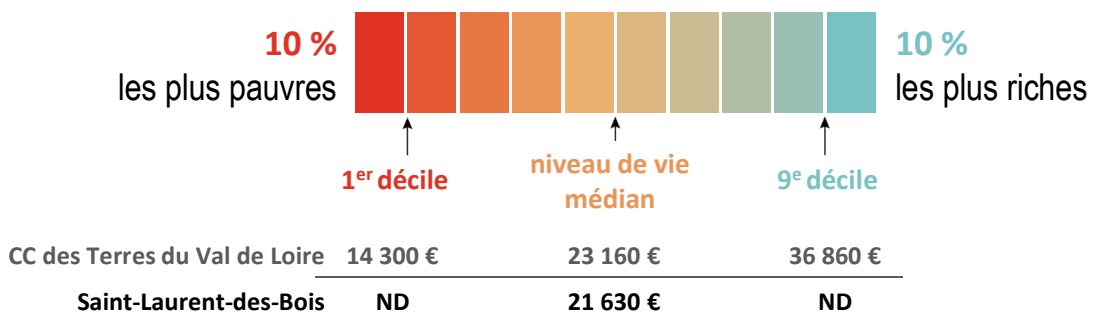 10 %
les plus pauvres
10 %
les plus riches
1er décile
niveau de vie
médian
9e décile
CC des Terres du Val de Loire 14 300 € 23 160 € 36 860 €
Saint-Laurent-des-Bois ND 21 630 € ND